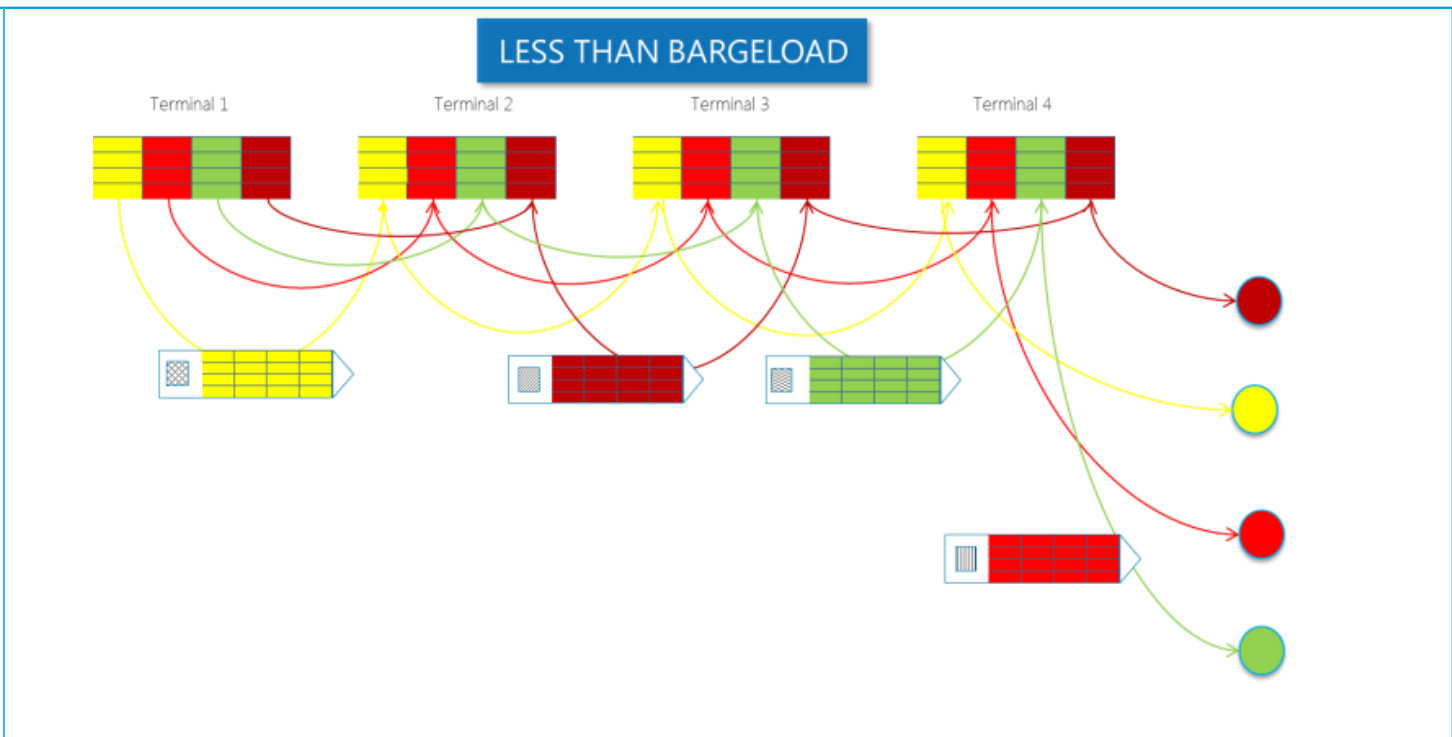 LESS THAN BARGELOAD
Terminal 1
Terminal 2
Terminal 3
Terminal 4